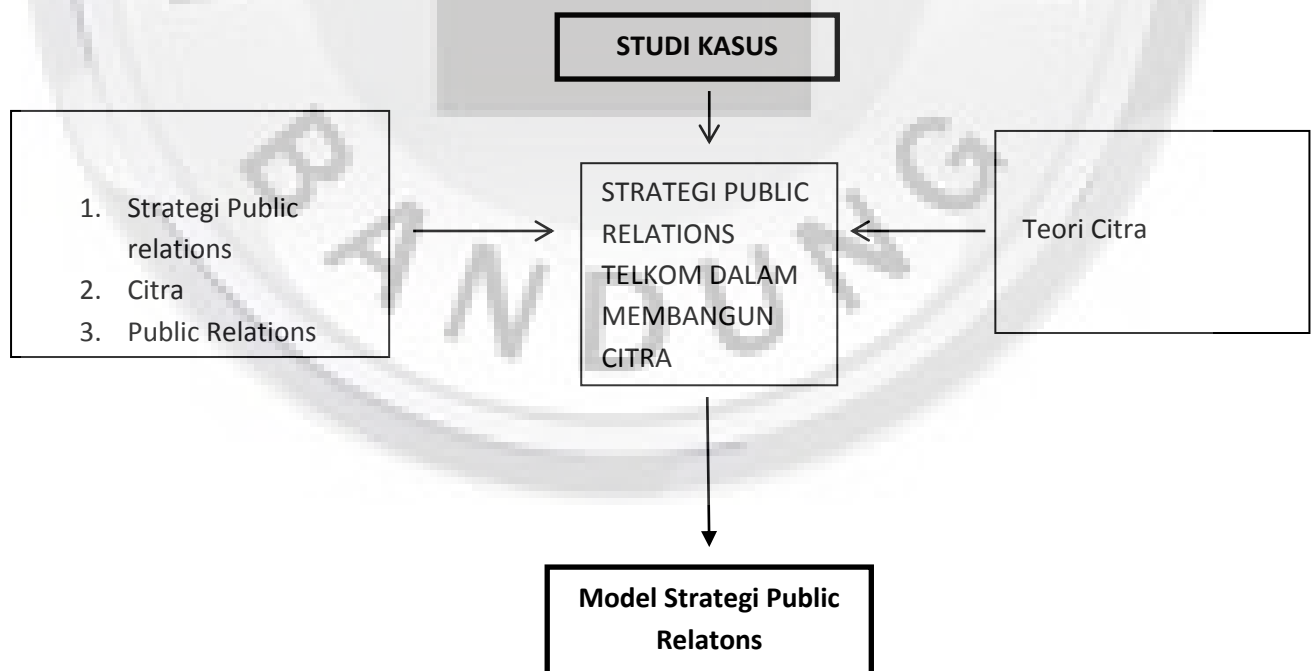 STUDI KASUS
1. Strategi Public
relations
2. Citra
3. Public Relations
STRATEGI PUBLIC
RELATIONS
TELKOM DALAM
MEMBANGUN
CITRA
Teori Citra
BANDUNG
Model Strategi Public
Relatons